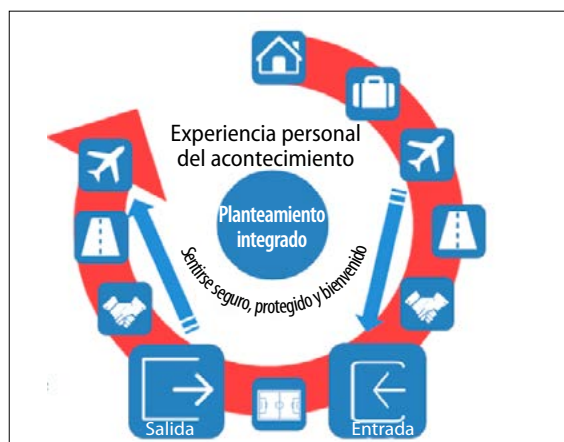 Experiencia personal
del acontecimiento
Planteamiento
integrado
Sentirse seguro, protegido y bienvenido
Salida
Entrada